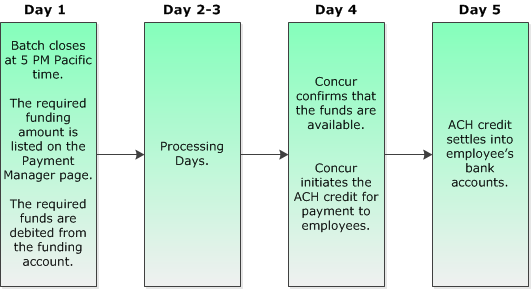 Day 1
Batch closes
at 5 PM Pacific
time.
The required
funding
amount is
listed on the
Payment
Manager page.
The required
funds are
debited from
the funding
account.
Day 2-3
Processing
Days.
Day 4
Concur
confirms that
the funds are
available.
Concur
initiates the
ACH credit for
payment to
employees.
Day 5
ACH credit
settles into
employee's
bank
accounts.